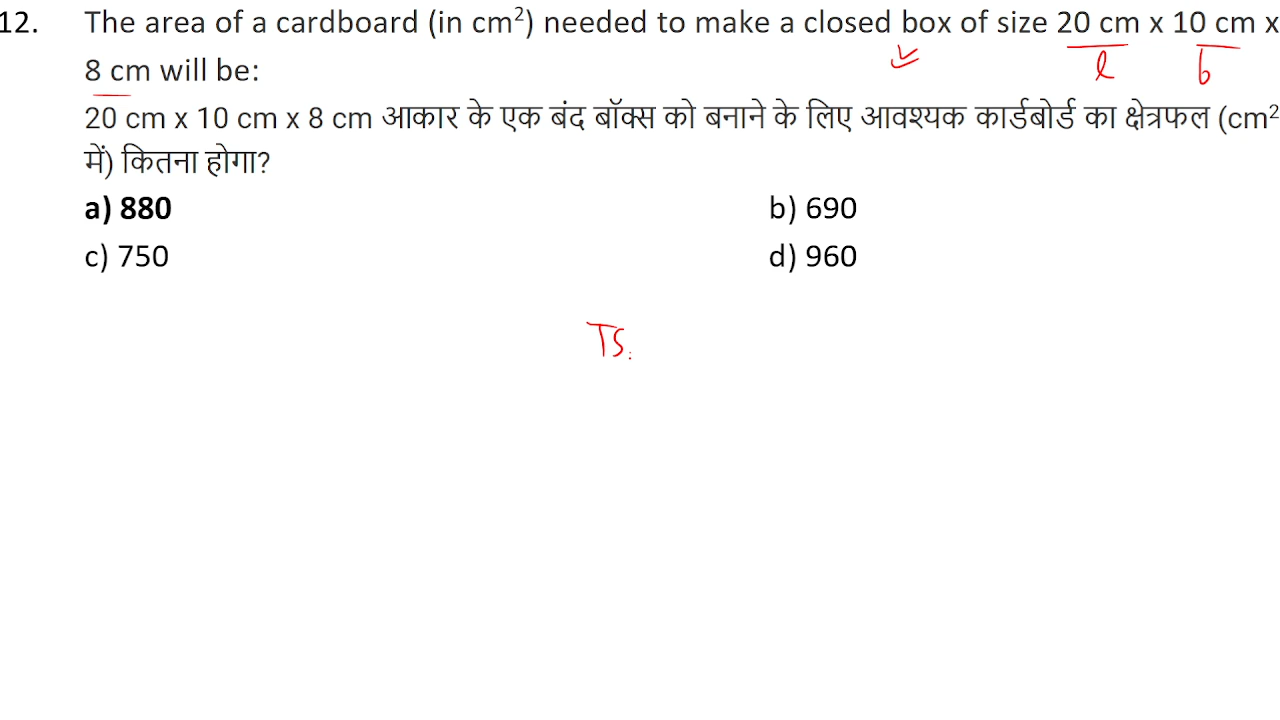 12. The area of a cardboard (in cm²) needed to make a closed box of size 20 cm x 10 cm x
l b
8 cm will be:
20 cm x 10 cm x 8 cm आकार के एक बंद बॉक्स को बनाने के लिए आवश्यक कार्डबोर्ड का क्षेत्रफल (cm²
में) कितना होगा?
a) 880 b) 690
c) 750 d) 960
TS.